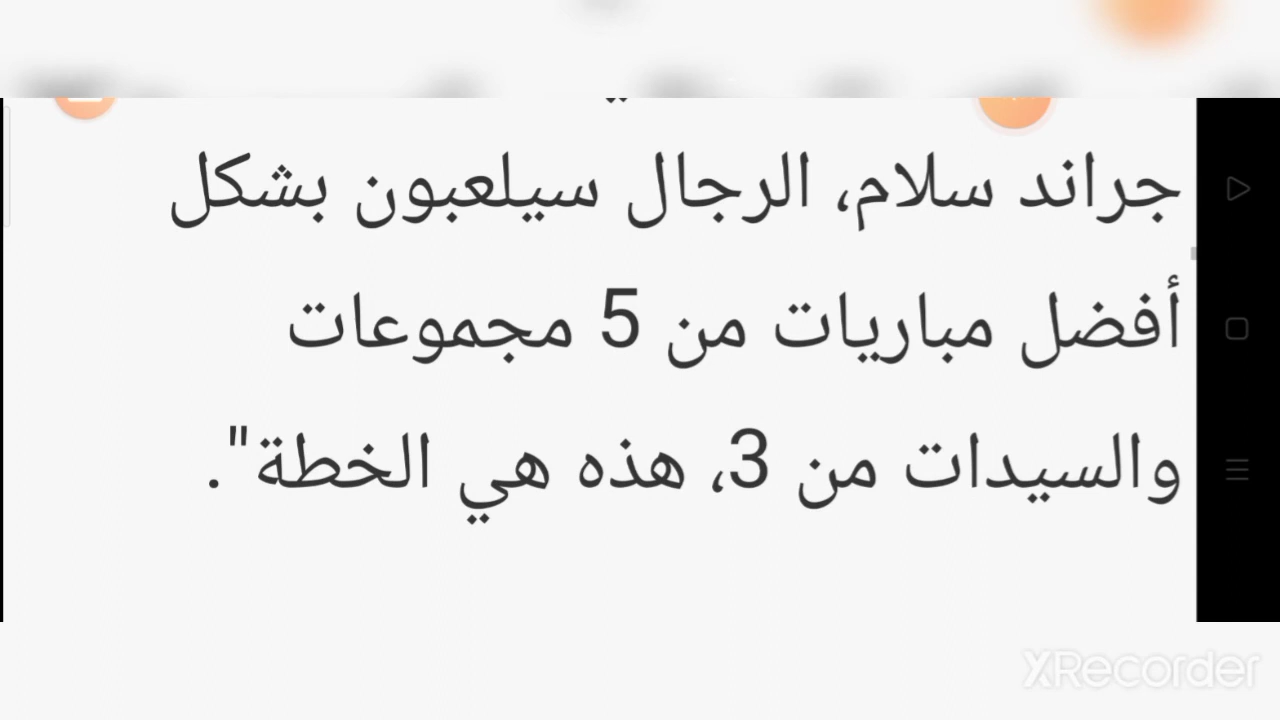 جراند سلام، الرجال سيلعبون بشكل
أفضل مباريات من 5 مجموعات
والسيدات من 3، هذه هي الخطة".
XRecorder